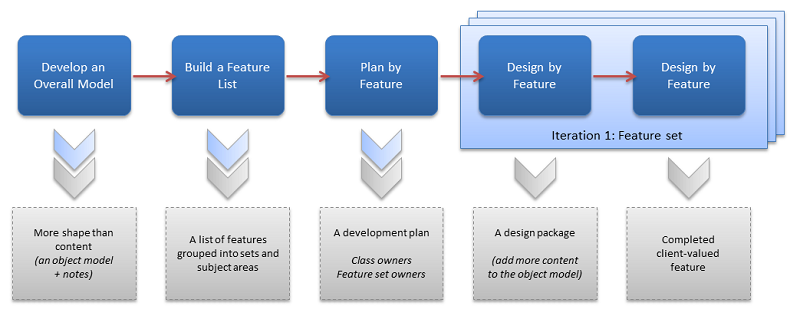 Develop an
Overall Model
Build a Feature
List
Plan by
Feature
Design by
Feature
Design by
Feature
Iteration 1: Feature set
More shape than
content
(an object model
+ notes)
A list of features
grouped into sets and
subject areas
A development plan
Class owners
Feature set owners
A design package
(add more content
to the object model)
Completed
client-valued
feature